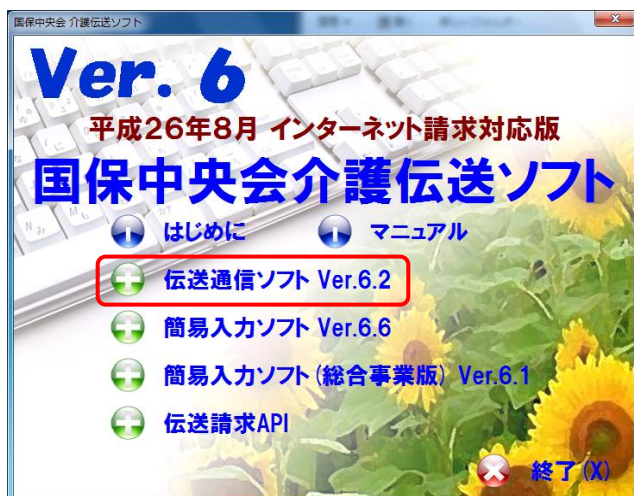 国保中央会 介護伝送ソフト
Ver. 6
平成26年8月 インターネット請求対応版
国保中央会介護伝送ソフト
はじめに マニュアル
伝送通信ソフト Ver.6.2
簡易入力ソフト Ver.6.6
簡易入力ソフト(総合事業版) Ver.6.1
伝送請求API
終了(X)